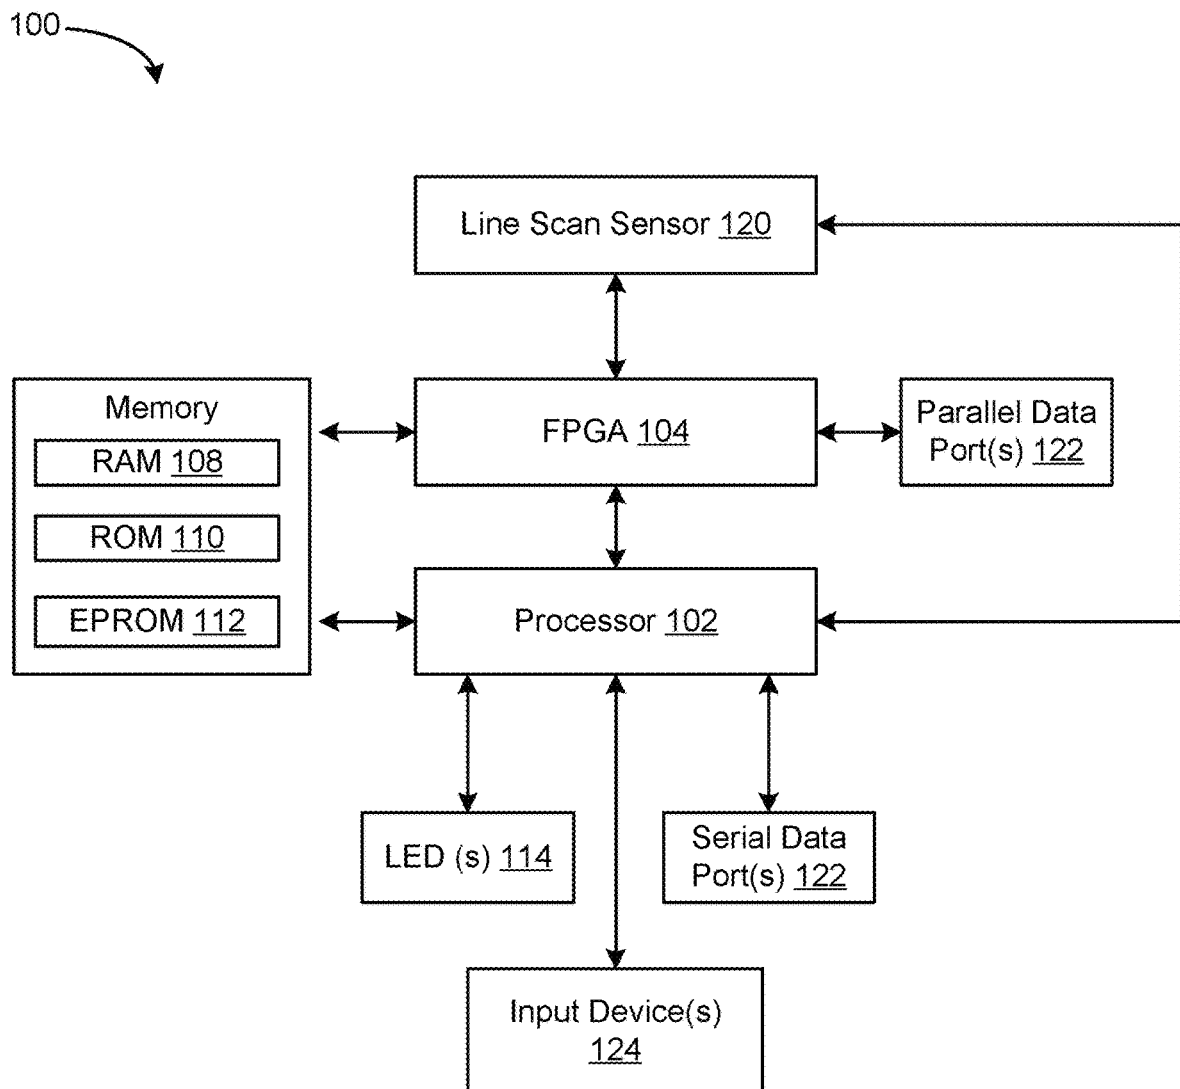 100
Line Scan Sensor 120
Memory
RAM 108
ROM 110
EPROM 112
FPGA 104
Parallel Data
Port(s) 122
Processor 102
LED (s) 114
Serial Data
Port(s) 122
Input Device(s)
124